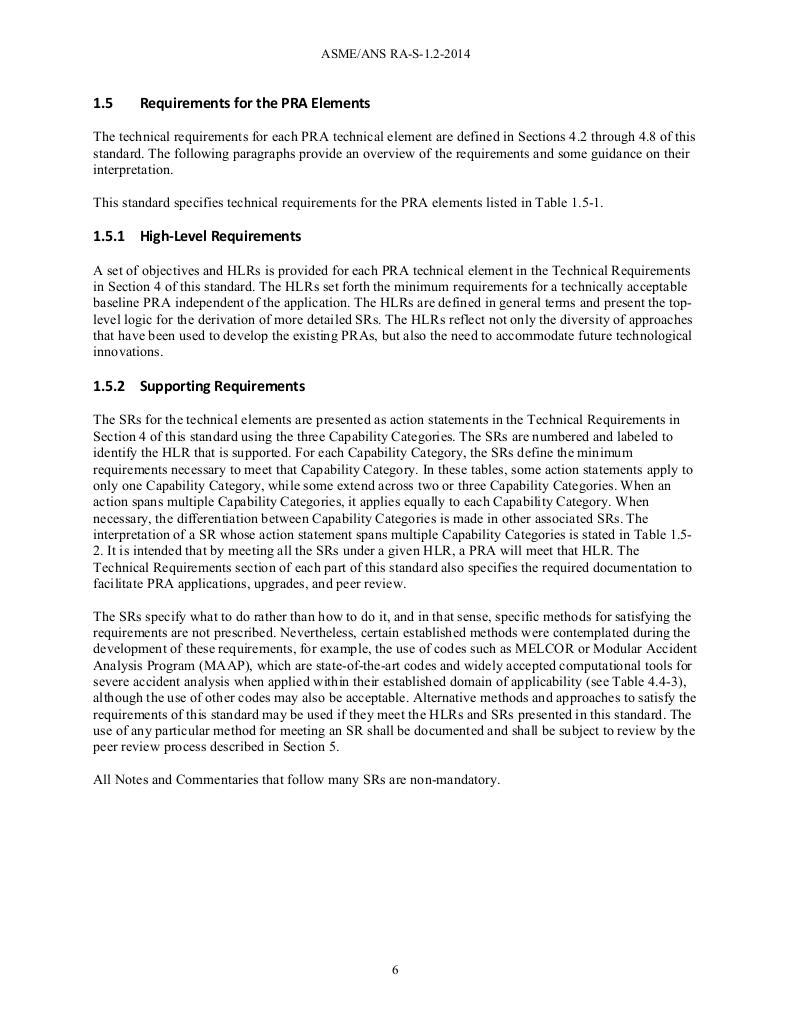 ASME/ANS RA-S-1.2-2014
1.5 Requirements for the PRA Elements
The technical requirements for each PRA technical element are defined in Sections 4.2 through 4.8 of this
standard. The following paragraphs provide an overview of the requirements and some guidance on their
interpretation.
This standard specifies technical requirements for the PRA elements listed in Table 1.5-1.
1.5.1 High-Level Requirements
A set of objectives and HLRs is provided for each PRA technical element in the Technical Requirements
in Section 4 of this standard. The HLRs set forth the minimum requirements for a technically acceptable
baseline PRA independent of the application. The HLRs are defined in general terms and present the top-
level logic for the derivation of more detailed SRs. The HLRs reflect not only the diversity of approaches
that have been used to develop the existing PRAs, but also the need to accommodate future technological
innovations.
1.5.2 Supporting Requirements
The SRs for the technical elements are presented as action statements in the Technical Requirements in
Section 4 of this standard using the three Capability Categories. The SRs are numbered and labeled to
identify the HLR that is supported. For each Capability Category, the SRs define the minimum
requirements necessary to meet that Capability Category. In these tables, some action statements apply to
only one Capability Category, while some extend across two or three Capability Categories. When an
action spans multiple Capability Categories, it applies equally to each Capability Category. When
necessary, the differentiation between Capability Categories is made in other associated SRs. The
interpretation of a SR whose action statement spans multiple Capability Categories is stated in Table 1.5-
2. It is intended that by meeting all the SRs under a given HLR, a PRA will meet that HLR. The
Technical Requirements section of each part of this standard also specifies the required documentation to
facilitate PRA applications, upgrades, and peer review.
The SRs specify what to do rather than how to do it, and in that sense, specific methods for satisfying the
requirements are not prescribed. Nevertheless, certain established methods were contemplated during the
development of these requirements, for example, the use of codes such as MELCOR or Modular Accident
Analysis Program (MAAP), which are state-of-the-art codes and widely accepted computational tools for
severe accident analysis when applied within their established domain of applicability (see Table 4.4-3),
although the use of other codes may also be acceptable. Alternative methods and approaches to satisfy the
requirements of this standard may be used if they meet the HLRs and SRs presented in this standard. The
use of any particular method for meeting an SR shall be documented and shall be subject to review by the
peer review process described in Section 5.
All Notes and Commentaries that follow many SRs are non-mandatory.
6